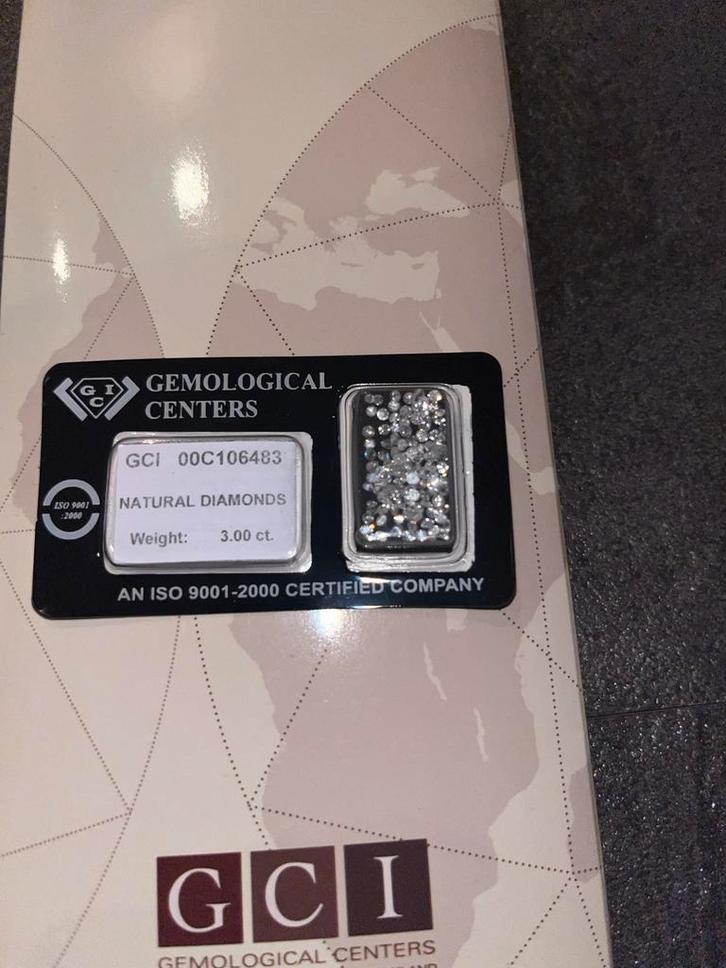 GCI
GEMOLOGICAL
CENTERS
GCI 00C106483
NATURAL DIAMONDS
Weight: 3.00 ct.
ISO 9001
:2000
AN ISO 9001-2000 CERTIFIED COMPANY
GCI
GEMOLOGICAL CENTERS